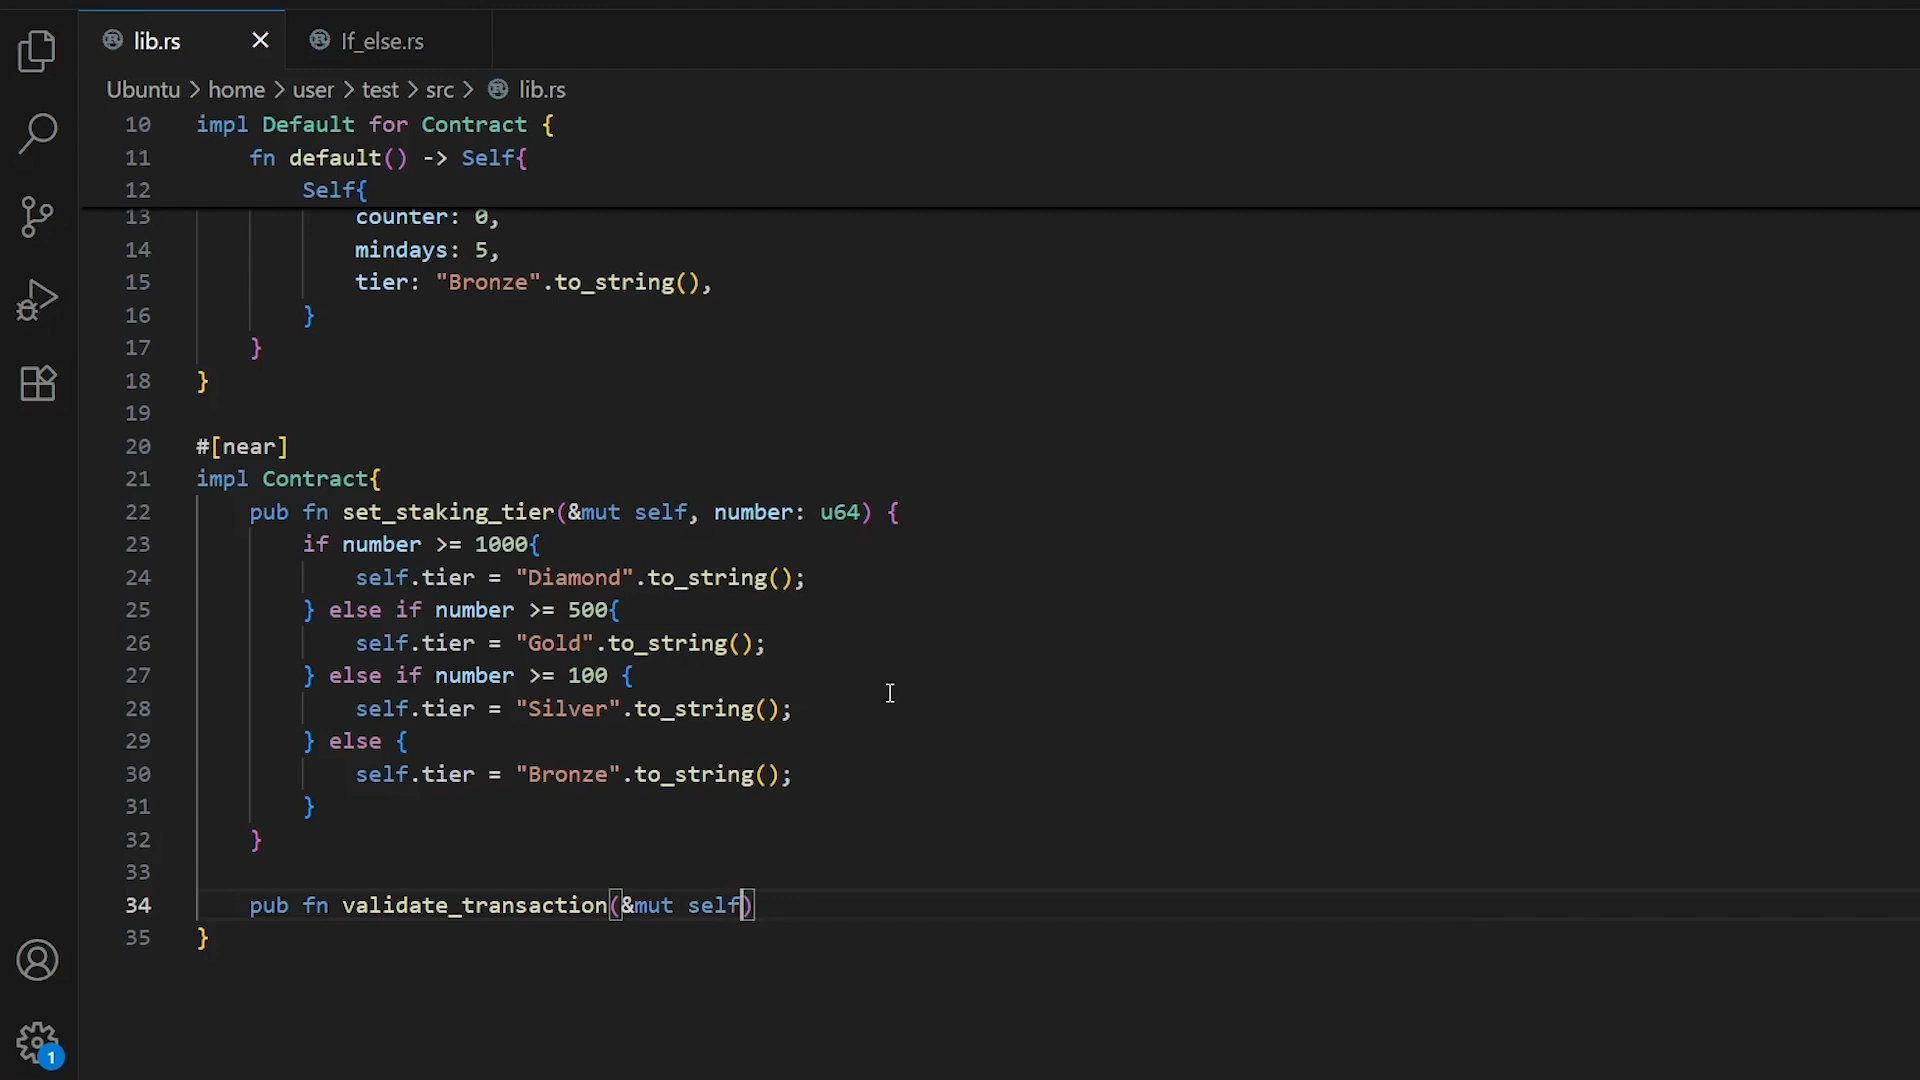 lib.rs
If_else.rs
Ubuntu > home > user > test > src > lib.rs
10 impl Default for Contract {
11     fn default() -> Self{
12         Self{
13             counter: 0,
14             mindays: 5,
15             tier: "Bronze".to_string(),
16         }
17     }
18 }
19
20 #[near]
21 impl Contract{
22     pub fn set_staking_tier(&mut self, number: u64) {
23         if number >= 1000{
24             self.tier = "Diamond".to_string();
25         } else if number >= 500{
26             self.tier = "Gold".to_string();
27         } else if number >= 100 {
28             self.tier = "Silver".to_string();
29         } else {
30             self.tier = "Bronze".to_string();
31         }
32     }
33
34     pub fn validate_transaction(&mut self)
35 }
1